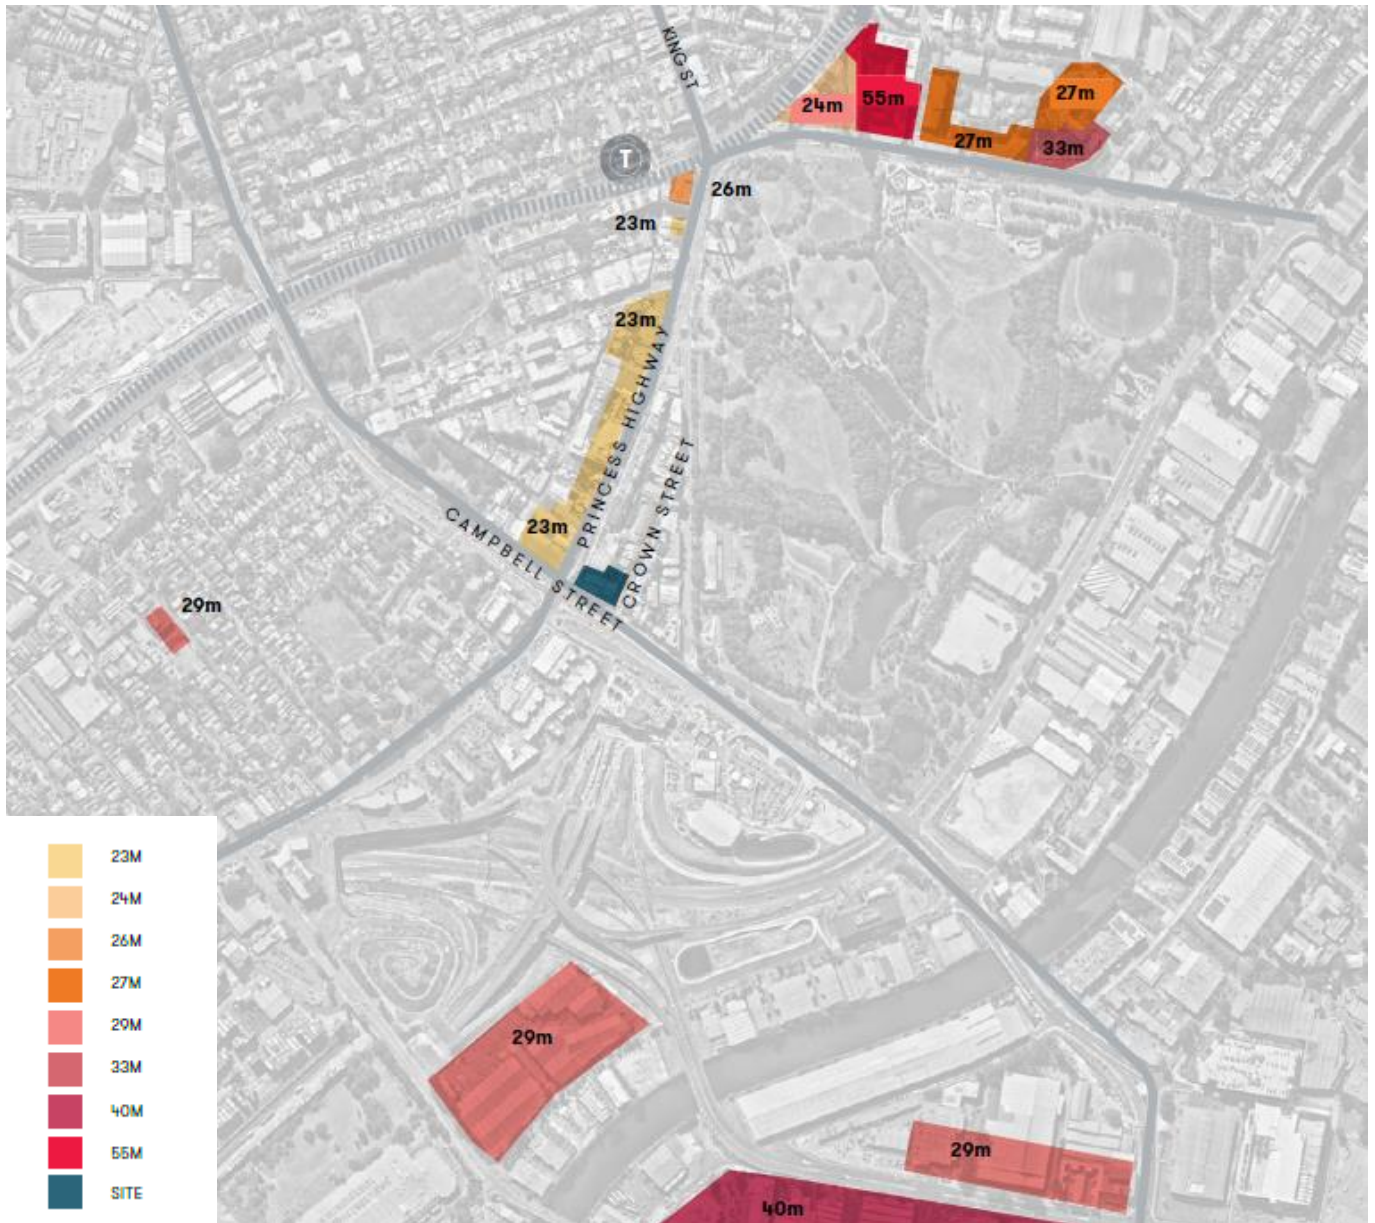 KING ST
55m
27m
24m
27m
33m
T
26m
23m
23m
PRINCESS HIGHWAY
CROWN STREET
23m
CAMPBELL STREET
29m
23M
24M
26M
27M
29M
33M
40M
55M
SITE
29m
29m
40m